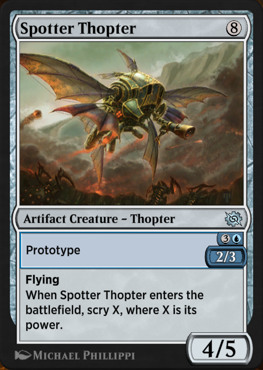 Spotter Thopter 8
Artifact Creature – Thopter
Prototype 3
2/3
Flying
When Spotter Thopter enters the
battlefield, scry X, where X is its
power.
4/5
Michael Phillippi